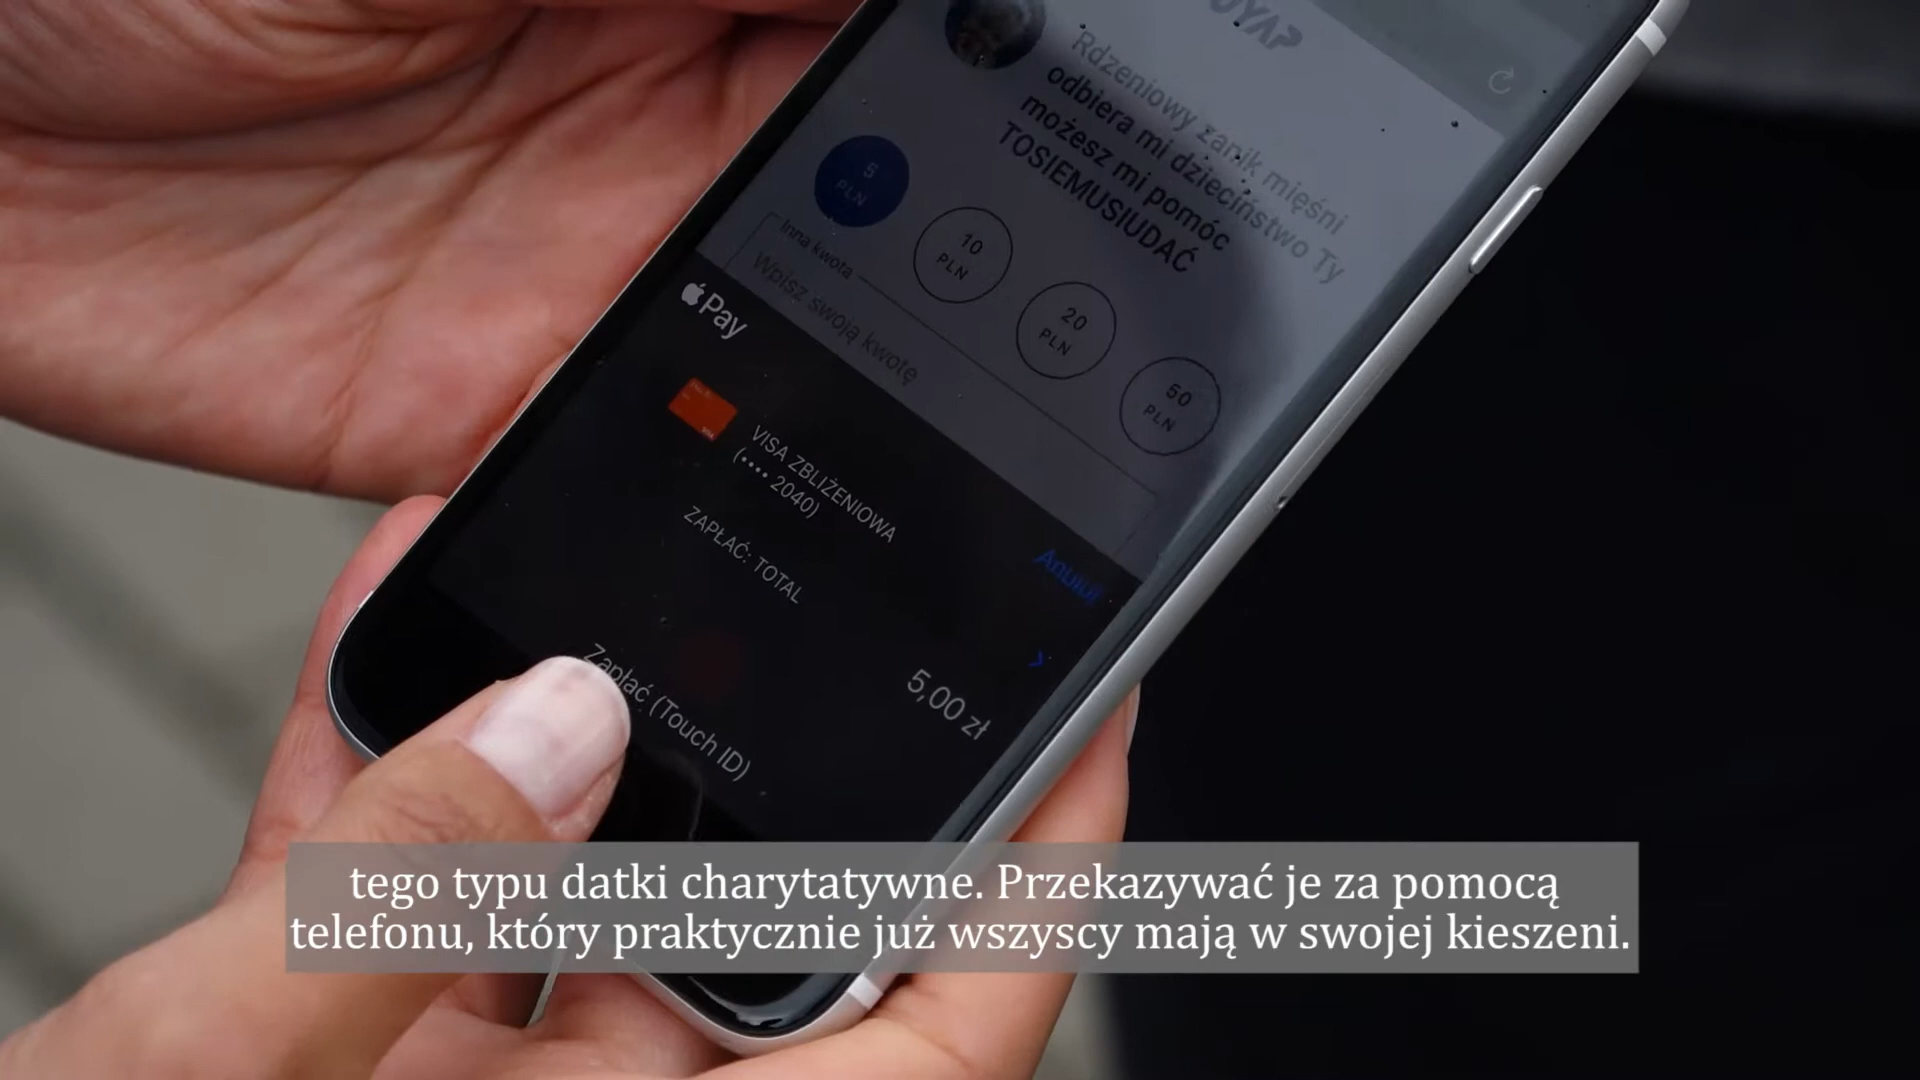 Rdzeniowy zanik mięśni
odbiera mi dzieciństwo Ty
możesz mi pomóc
TOSIEMUSIUDAĆ
5
PLN
10
PLN
20
PLN
50
PLN
Inna kwota
Wpisz swoją kwotę
Pay
Anuluj
VISA ZBLIŻENIOWA
(•••• 2040)
ZAPŁAĆ: TOTAL
5,00 zł
Zapłać (Touch ID)
tego typu datki charytatywne. Przekazywać je za pomocą
telefonu, który praktycznie już wszyscy mają w swojej kieszeni.